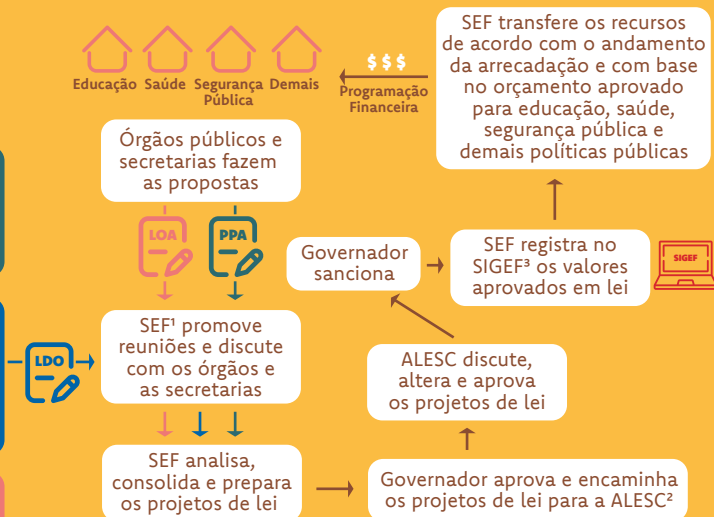 Educação
Saúde
Segurança
Pública
Demais
$ $ $
Programação
Financeira
SEF transfere os recursos
de acordo com o andamento
da arrecadação e com base
no orçamento aprovado
para educação, saúde,
segurança pública e
demais políticas públicas
Órgãos públicos e
secretarias fazem
as propostas
LOA
PPA
Governador
sanciona
SEF registra no
SIGEF³ os valores
aprovados em lei
SIGEF
LDO
SEF¹ promove
reuniões e discute
com os órgãos e
as secretarias
ALESC discute,
altera e aprova
os projetos de lei
SEF analisa,
consolida e prepara
os projetos de lei
Governador aprova e encaminha
os projetos de lei para a ALESC²